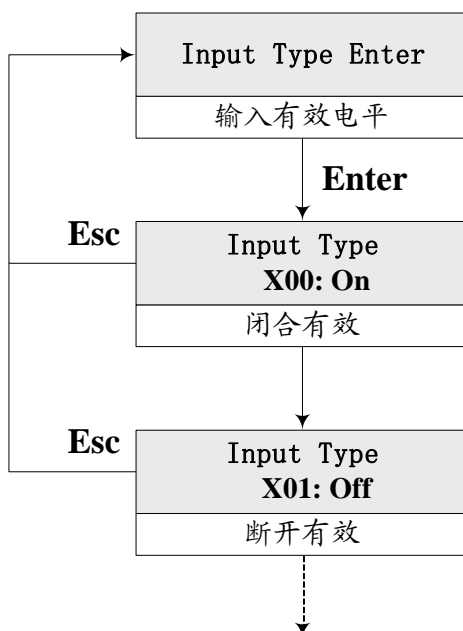 Input Type Enter
输入有效电平
Enter
Esc
Input Type
X00: On
闭合有效
Esc
Input Type
X01: Off
断开有效